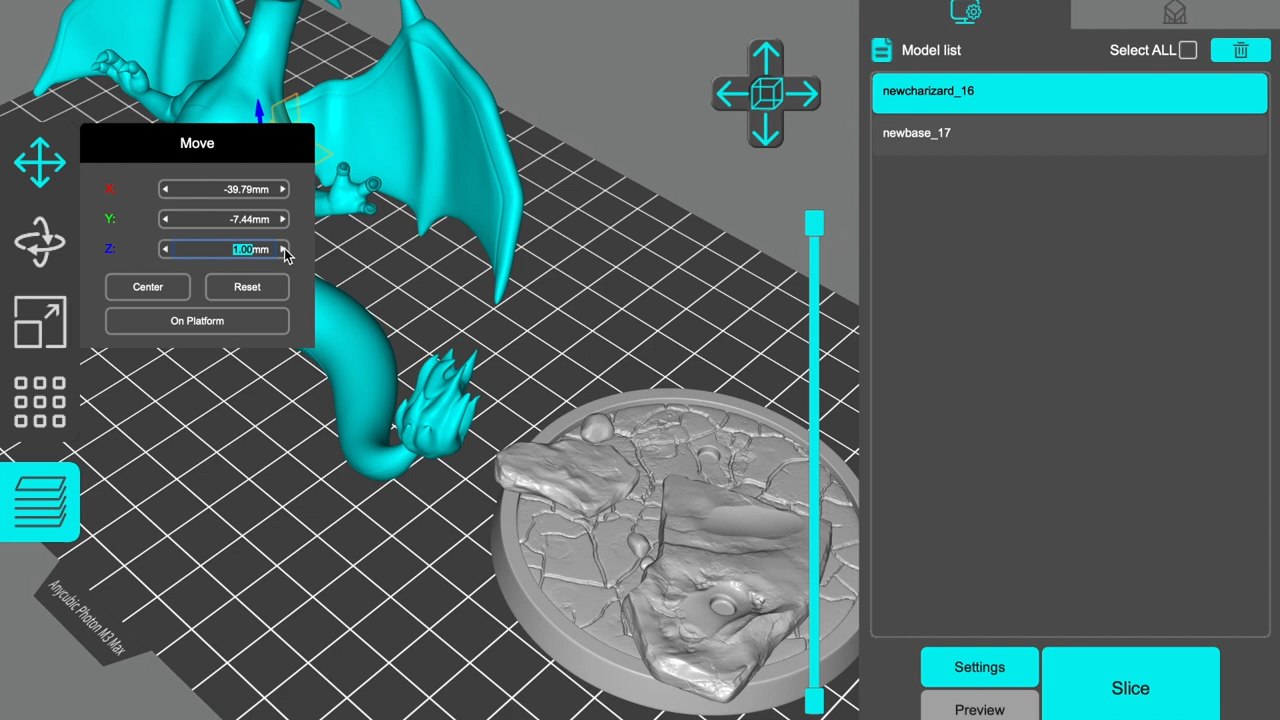 Model list
Select ALL
newcharizard_16
newbase_17
Move
X: -39.79mm
Y: -7.44mm
Z: 1.00mm
Center
Reset
On Platform
Anycubic Photon M3 Max
Settings
Slice
Preview